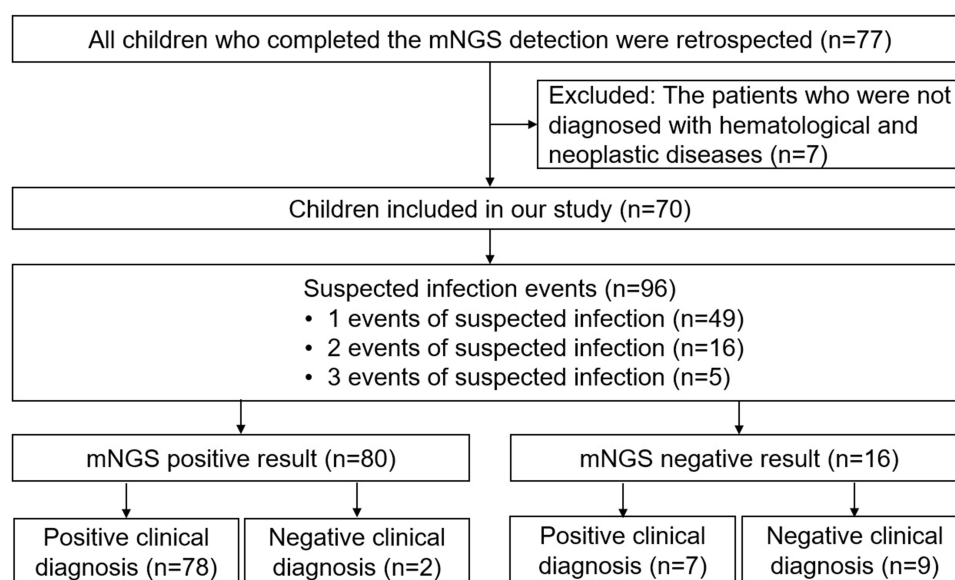 All children who completed the mNGS detection were retrospected (n=77)
Excluded: The patients who were not
diagnosed with hematological and
neoplastic diseases (n=7)
Children included in our study (n=70)
Suspected infection events (n=96)
• 1 events of suspected infection (n=49)
• 2 events of suspected infection (n=16)
• 3 events of suspected infection (n=5)
mNGS positive result (n=80)
mNGS negative result (n=16)
Positive clinical
diagnosis (n=78)
Negative clinical
diagnosis (n=2)
Positive clinical
diagnosis (n=7)
Negative clinical
diagnosis (n=9)